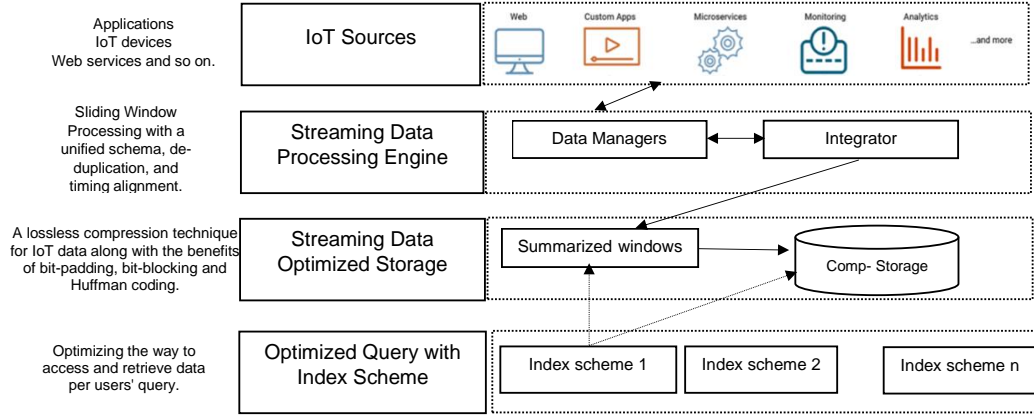 Applications
IoT devices
Web services and so on.
IoT Sources
Web
Custom Apps
Microservices
Monitoring
Analytics
...and more
Sliding Window
Processing with a
unified schema, de-
duplication, and
timing alignment.
Streaming Data
Processing Engine
Data Managers
Integrator
A lossless compression technique
for IoT data along with the benefits
of bit-padding, bit-blocking and
Huffman coding.
Streaming Data
Optimized Storage
Summarized windows
Comp- Storage
Optimizing the way to
access and retrieve data
per users' query.
Optimized Query with
Index Scheme
Index scheme 1
Index scheme 2
Index scheme n